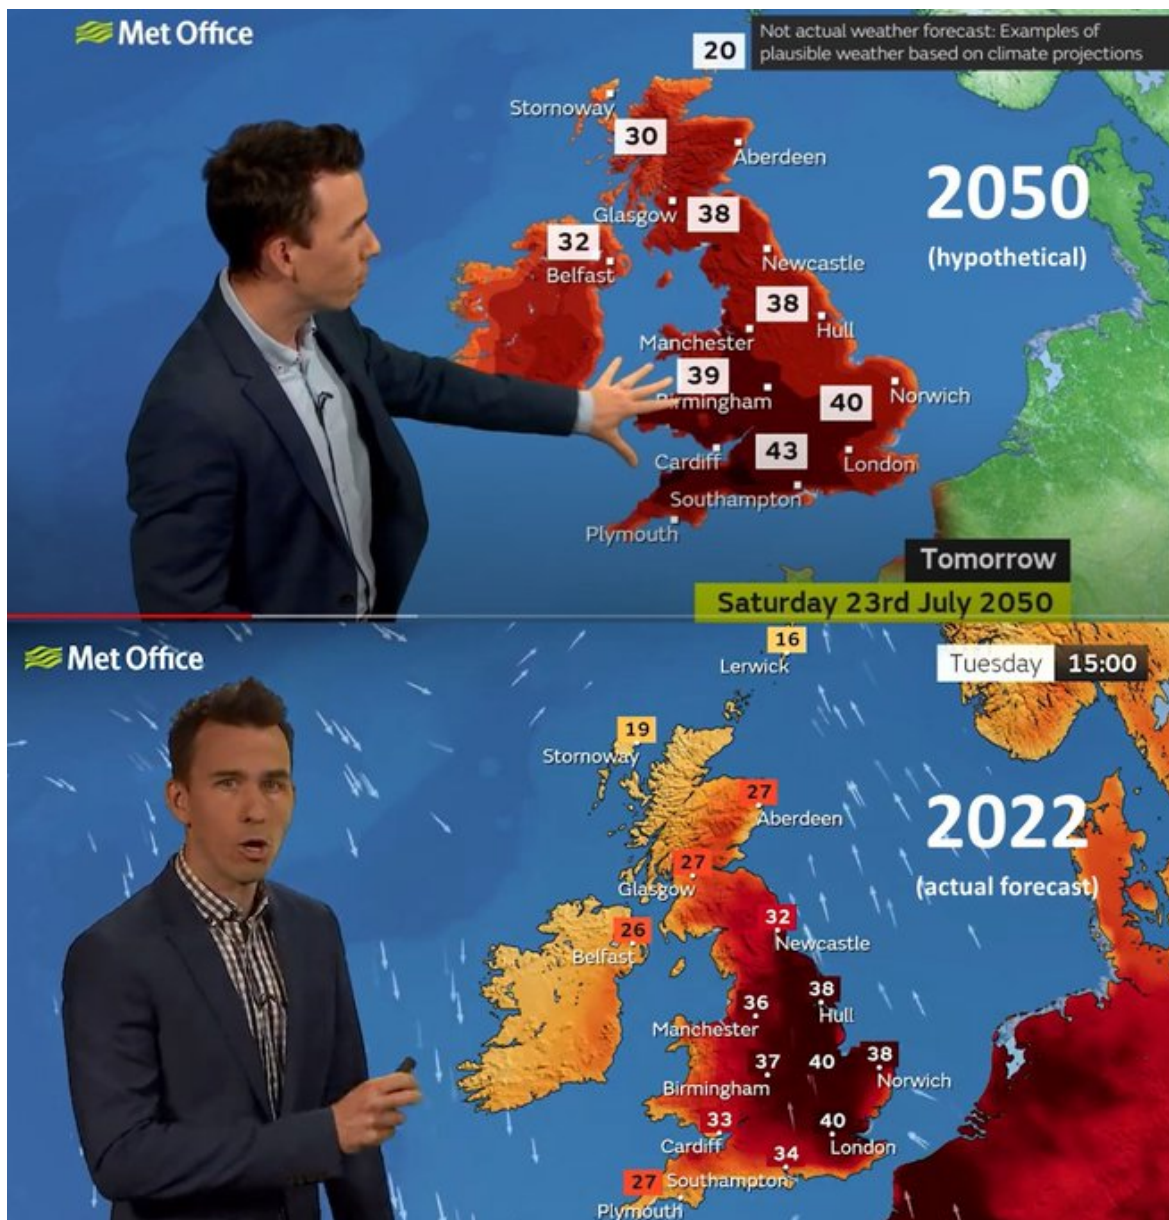 Met Office
Not actual weather forecast: Examples of
plausible weather based on climate projections
20
Stornoway
30
Aberdeen
2050
(hypothetical)
Glasgow
38
32
Belfast
Newcastle
38
Hull
Manchester
39
Birmingham
40
Norwich
43
Cardiff
London
Southampton
Plymouth
Tomorrow
Saturday 23rd July 2050
Met Office
16
Lerwick
Tuesday 15:00
19
Stornoway
27
Aberdeen
2022
(actual forecast)
27
Glasgow
26
Belfast
32
Newcastle
38
Hull
36
Manchester
40
38
Norwich
37
Birmingham
33
Cardiff
40
London
34
Southampton
27
Plymouth